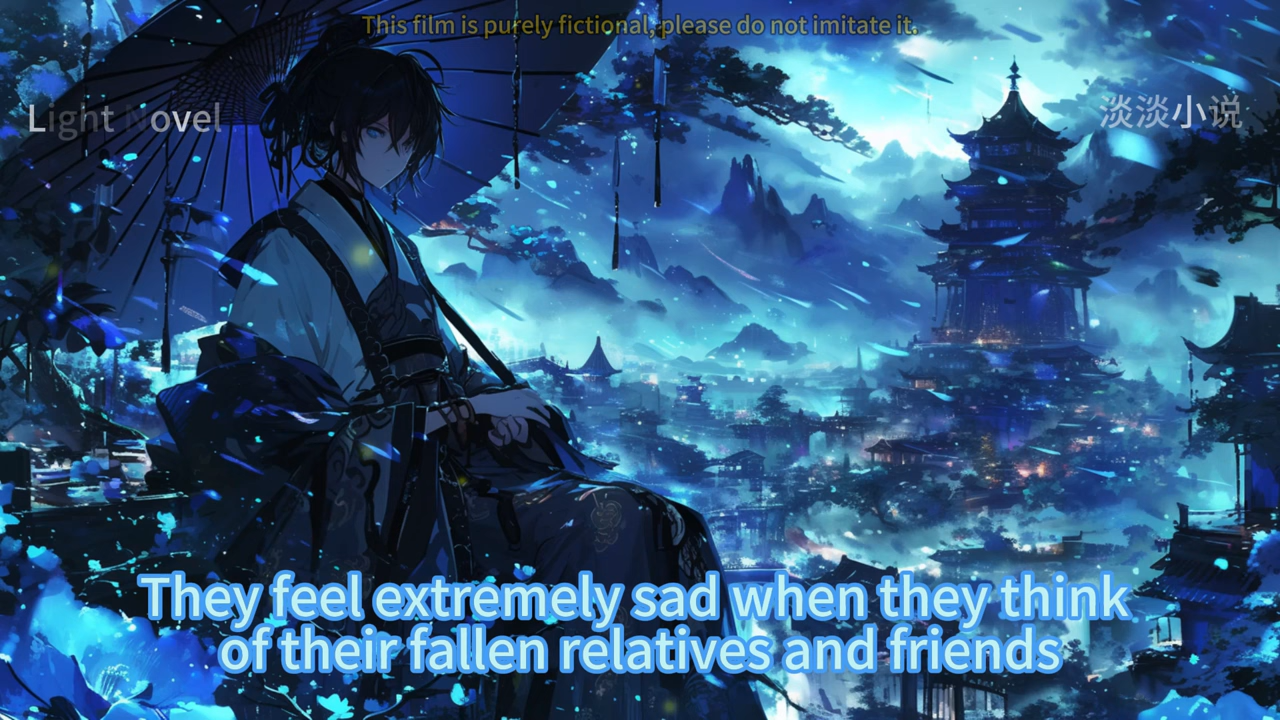 This film is purely fictional, please do not imitate it.
Light Novel
淡淡小说
They feel extremely sad when they think
of their fallen relatives and friends